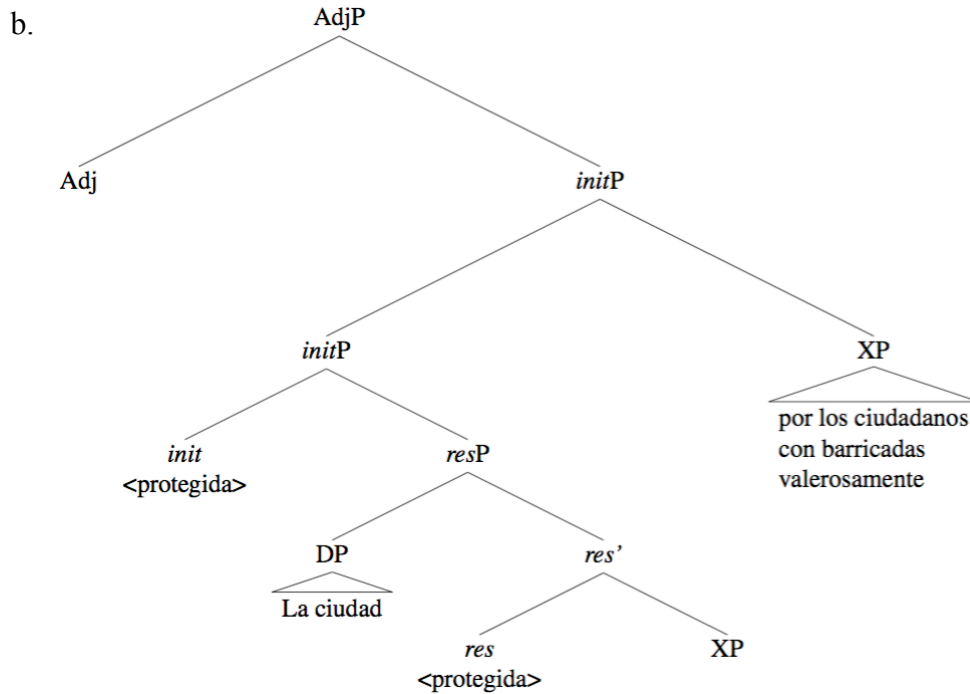 b.
AdjP
Adj initP
initP XP
por los ciudadanos
con barricadas
valerosamente
init resP
<protegida>
DP res’
La ciudad
res XP
<protegida>